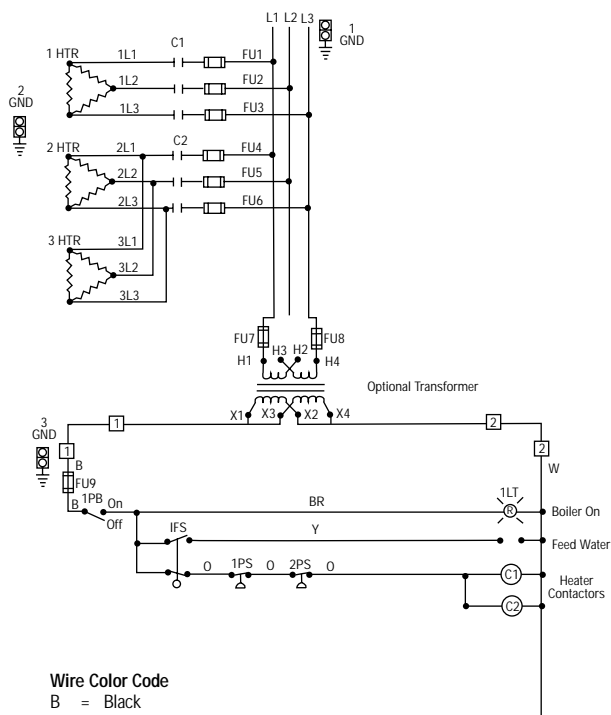 L1 L2 L3
1
GND
C1
1 HTR
1L1
FU1
1L2
FU2
1L3
FU3
2
GND
C2
2 HTR
2L1
FU4
2L2
FU5
2L3
FU6
3 HTR
3L1
3L2
3L3
FU7
FU8
H1
H3
H2
H4
Optional Transformer
X1
X3
X2
X4
1
2
3
GND
1
2
B
W
FU9
B
1PB
On
Off
BR
1LT
R
Boiler On
IFS
Y
Feed Water
O
1PS
O
2PS
O
C1
Heater
Contactors
C2
Wire Color Code
B = Black